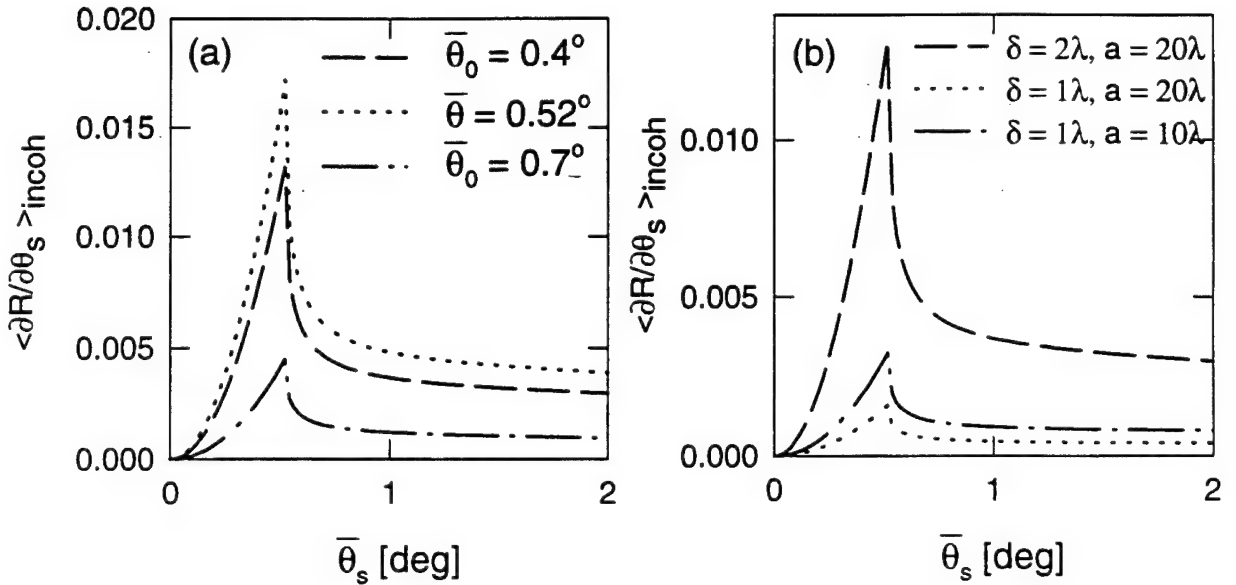 (a)
θ̄₀ = 0.4°
θ̄ = 0.52°
θ̄₀ = 0.7°
0.020
0.015
0.010
0.005
0.000
<∂R/∂θₛ>incoh
0
1
2
θ̄ₛ [deg]
(b)
δ = 2λ, a = 20λ
δ = 1λ, a = 20λ
δ = 1λ, a = 10λ
0.010
0.005
0.000
<∂R/∂θₛ>incoh
0
1
2
θ̄ₛ [deg]